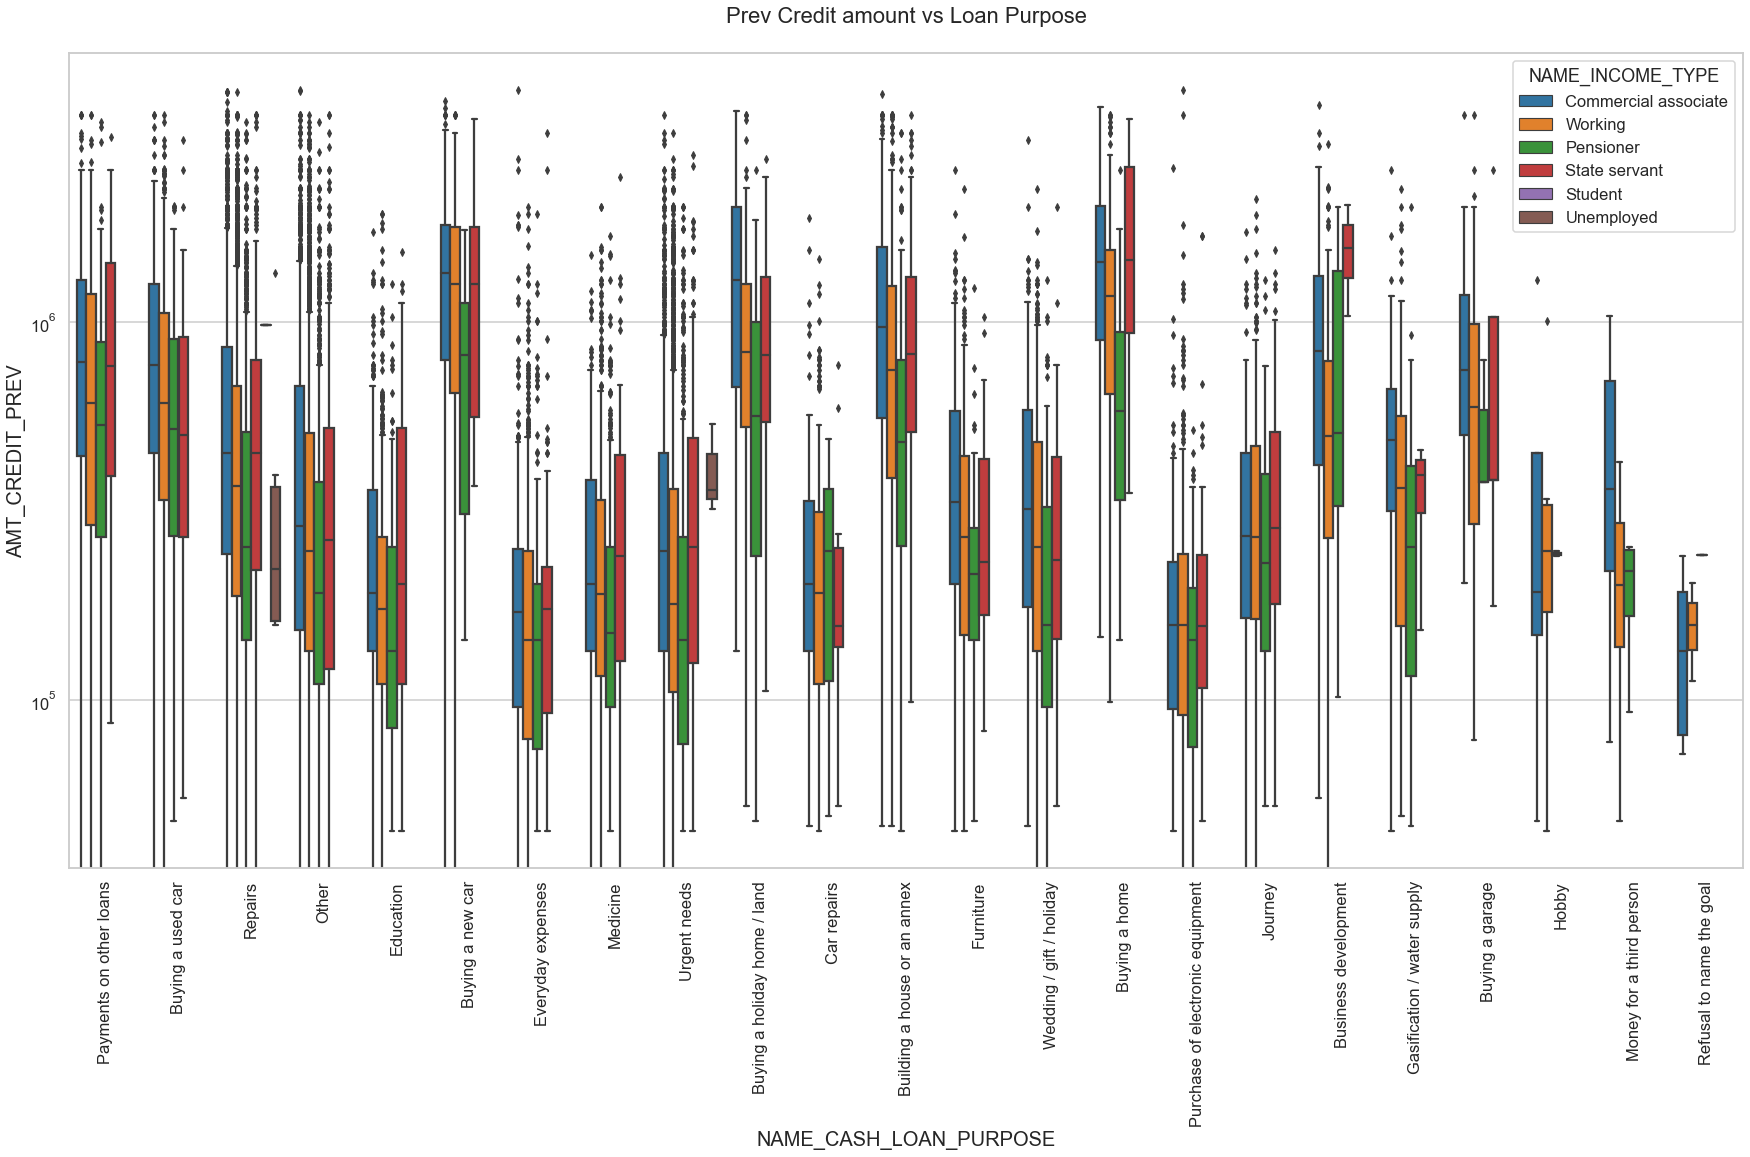 Prev Credit amount vs Loan Purpose
NAME_INCOME_TYPE
Commercial associate
Working
Pensioner
State servant
Student
Unemployed
AMT_CREDIT_PREV
10^6
10^5
Payments on other loans
Buying a used car
Repairs
Other
Education
Buying a new car
Everyday expenses
Medicine
Urgent needs
Buying a holiday home / land
Car repairs
Building a house or an annex
Furniture
Wedding / gift / holiday
Buying a home
Purchase of electronic equipment
Journey
Business development
Gasification / water supply
Buying a garage
Hobby
Money for a third person
Refusal to name the goal
NAME_CASH_LOAN_PURPOSE